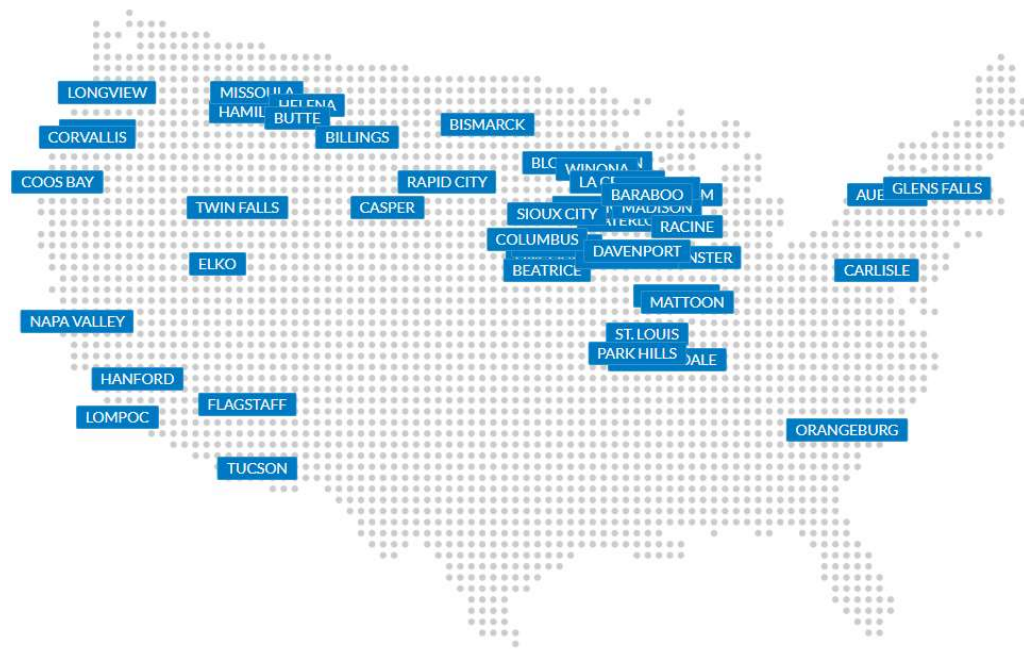 LONGVIEW
MISSOULA
HELENA
BUTTE
BISMARCK
CORVALLIS
BILLINGS
WINONA
COOS BAY
RAPID CITY
BARABOO
GLENS FALLS
TWIN FALLS
CASPER
SIOUX CITY
MADISON
RACINE
COLUMBUS
DAVENPORT
ELKO
BEATRICE
CARLISLE
MATTOON
NAPA VALLEY
ST. LOUIS
PARK HILLS
HANFORD
FLAGSTAFF
LOMPOC
ORANGEBURG
TUCSON